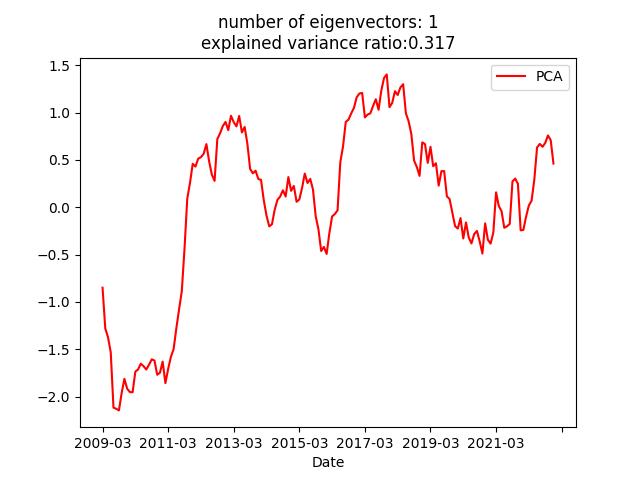 number of eigenvectors: 1
explained variance ratio:0.317
PCA
1.5
1.0
0.5
0.0
−0.5
−1.0
−1.5
−2.0
2009-03 2011-03 2013-03 2015-03 2017-03 2019-03 2021-03
Date